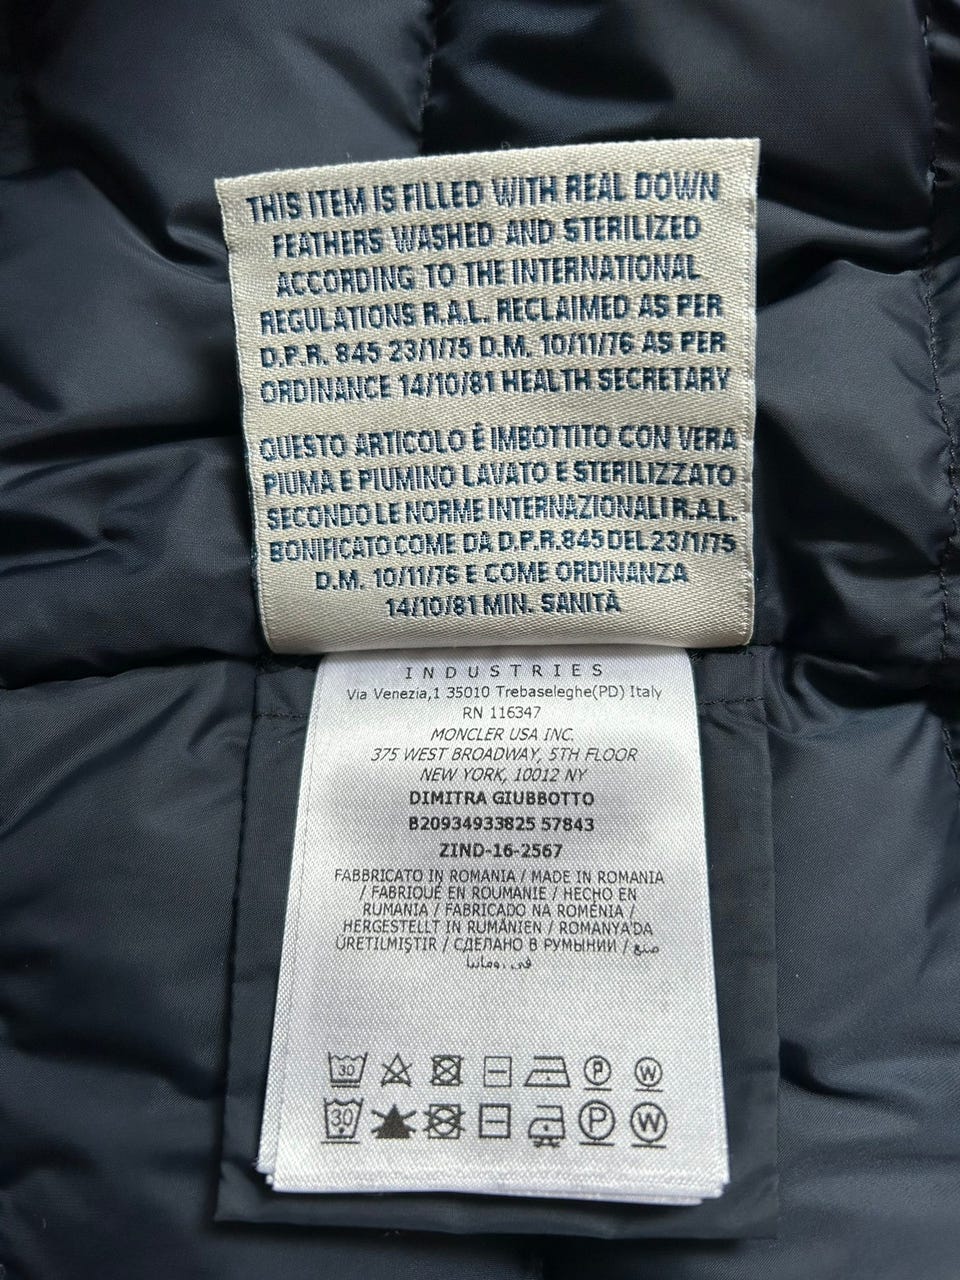 THIS ITEM IS FILLED WITH REAL DOWN
FEATHERS WASHED AND STERILIZED
ACCORDING TO THE INTERNATIONAL
REGULATIONS R.A.L. RECLAIMED AS PER
D.P.R. 845 23/1/75 D.M. 10/11/76 AS PER
ORDINANCE 14/10/81 HEALTH SECRETARY
QUESTO ARTICOLO È IMBOTTITO CON VERA
PIUMA E PIUMINO LAVATO E STERILIZZATO
SECONDO LE NORME INTERNAZIONALI R.A.L.
BONIFICATO COME DA D.P.R. 845 DEL 23/1/75
D.M. 10/11/76 E COME ORDINANZA
14/10/81 MIN. SANITÀ
INDUSTRIES
Via Venezia,1 35010 Trebaseleghe(PD) Italy
RN 116347
MONCLER USA INC.
375 WEST BROADWAY, 5TH FLOOR
NEW YORK, 10012 NY
DIMITRA GIUBBOTTO
B20934933825 57843
ZIND-16-2567
FABBRICATO IN ROMANIA / MADE IN ROMANIA
/ FABRIQUÉ EN ROUMANIE / HECHO EN
RUMANIA / FABRICADO NA ROMÊNIA /
HERGESTELLT IN RUMÄNIEN / ROMANYA'DA
ÜRETİLMİŞTİR / СДЕЛАНО В РУМЫНИИ / صنع
في رومانيا
30 P W
30 P W